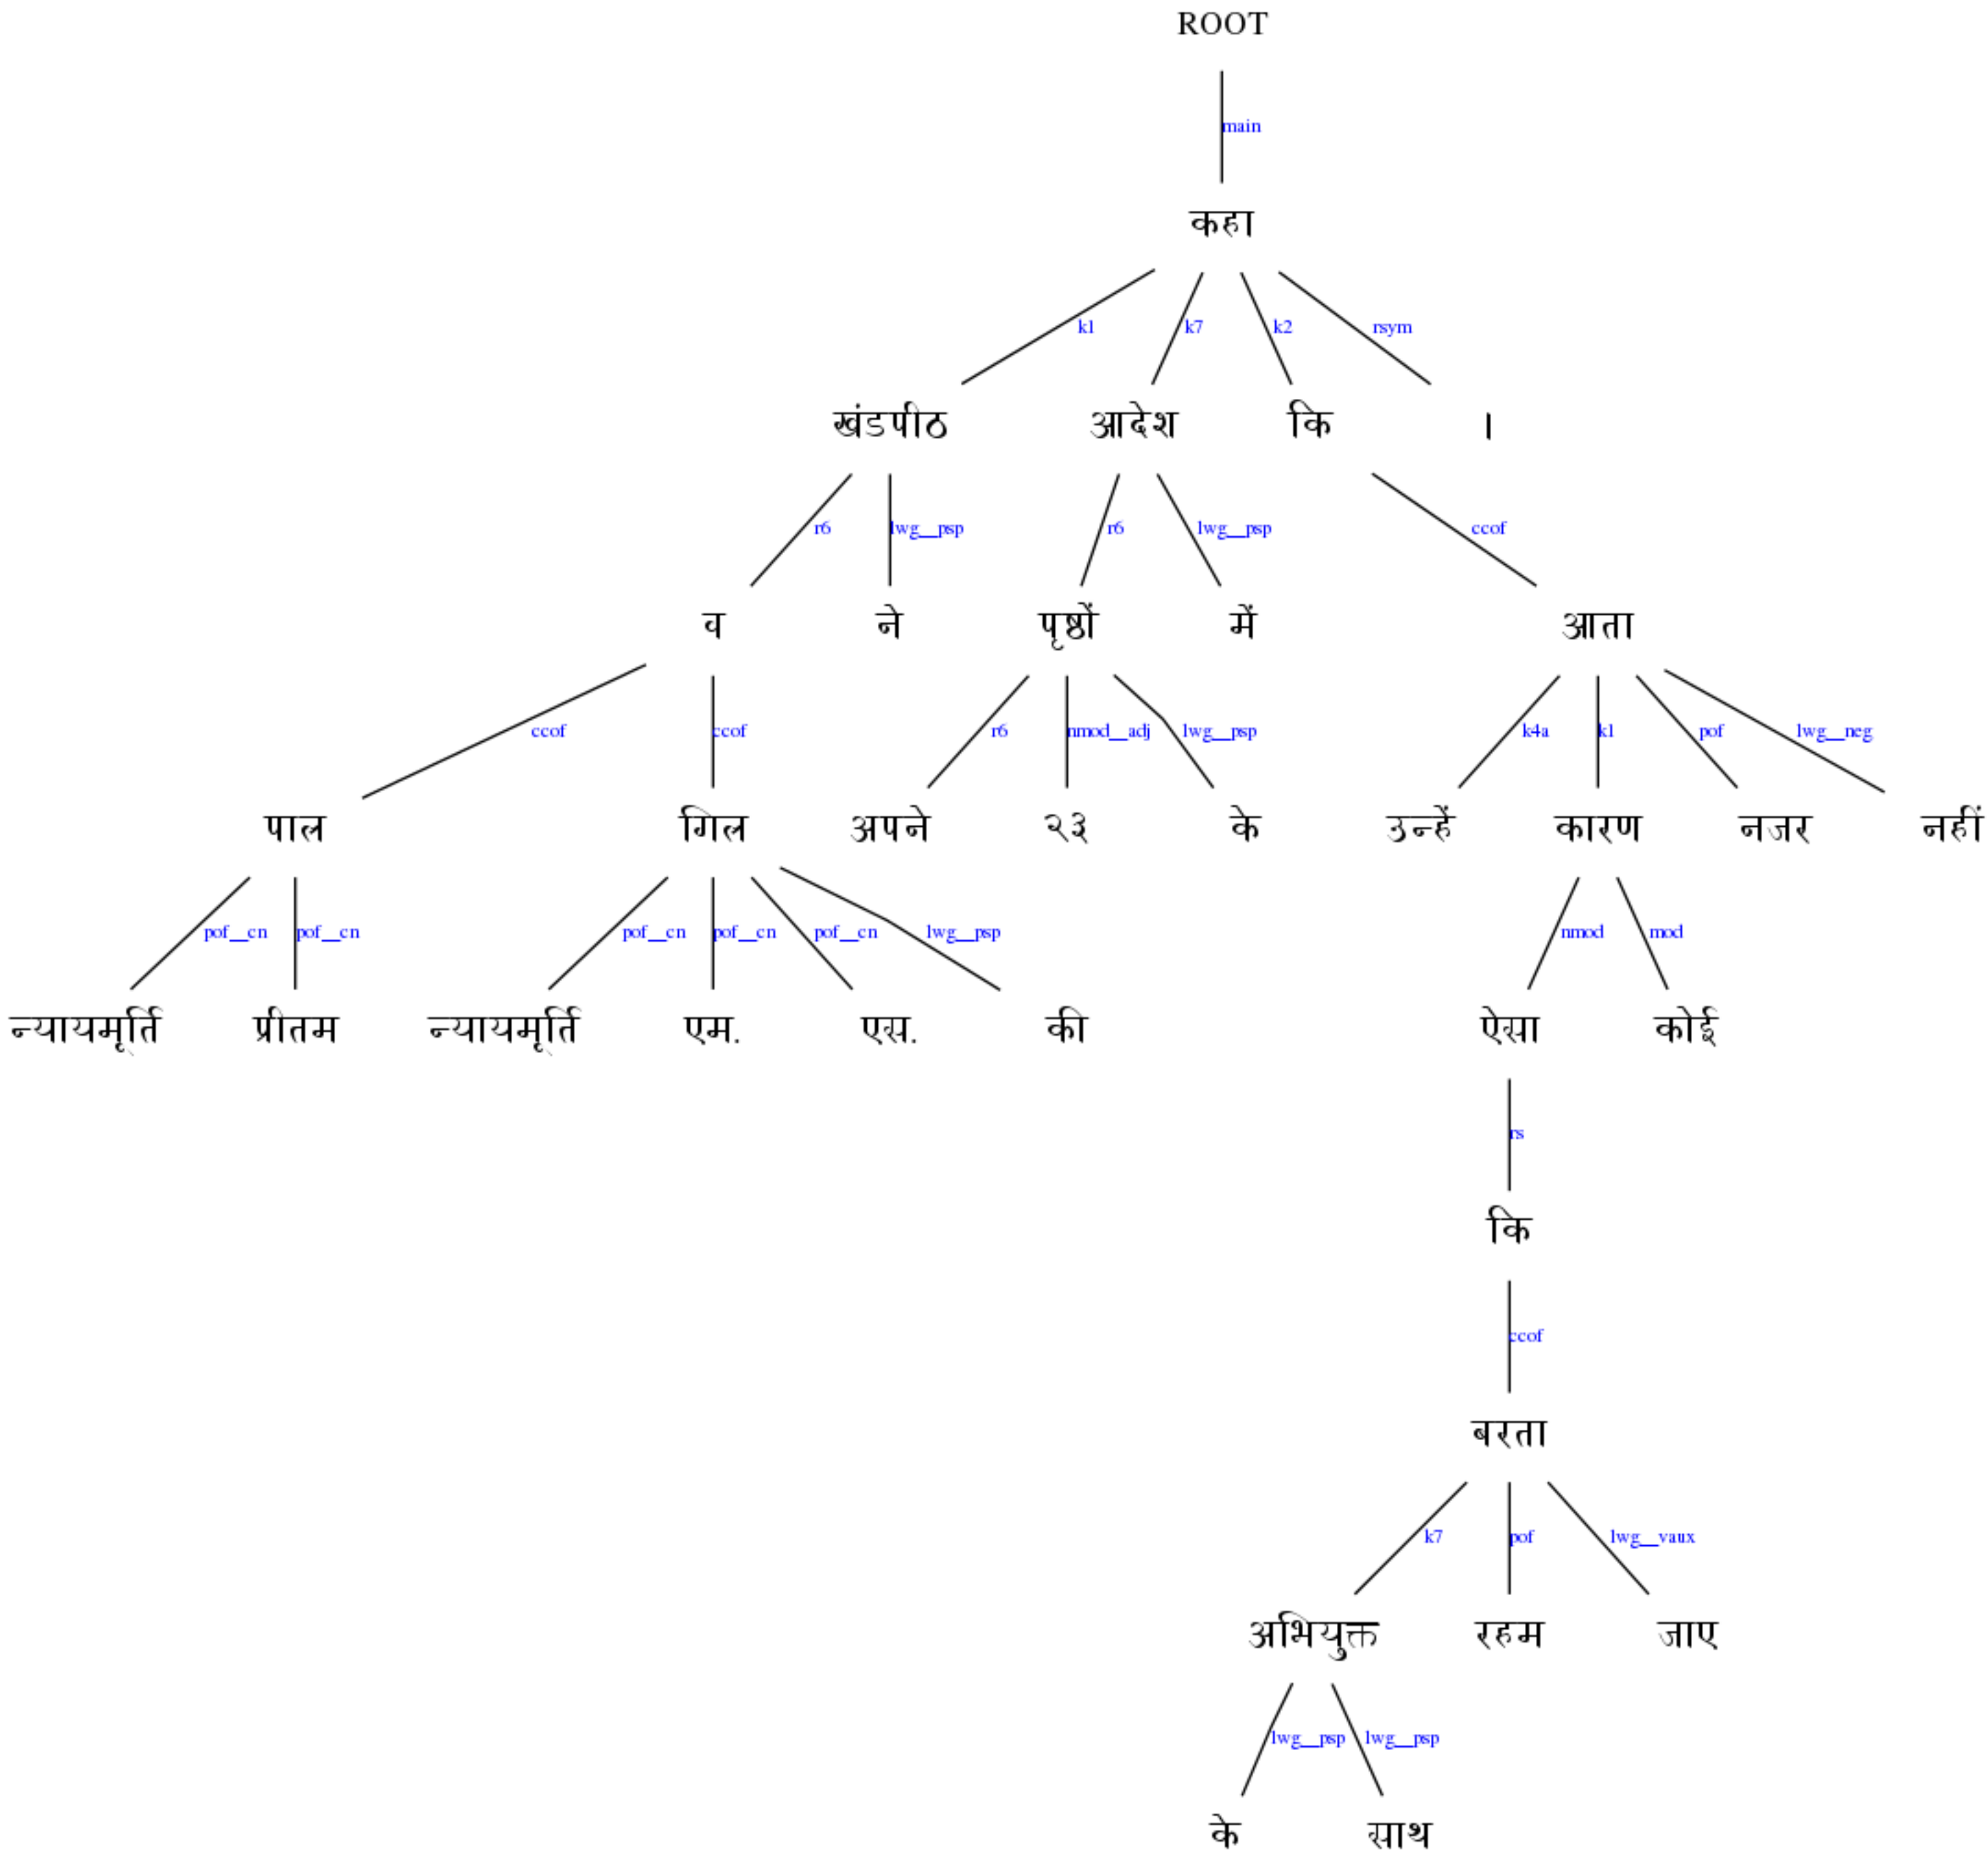 ROOT
main
कहा
k1 k7 k2 rsym
खंडपीठ आदेश कि ।
r6 lwg__psp r6 lwg__psp ccof
व ने पृष्ठों में आता
ccof ccof r6 nmod__adj lwg__psp k4a k1 pof lwg__neg
पाल गिल अपने २३ के उन्हें कारण नजर नहीं
pof__cn pof__cn pof__cn pof__cn pof__cn lwg__psp nmod mod
न्यायमूर्ति प्रीतम न्यायमूर्ति एम. एस. की ऐसा कोई
rs
कि
ccof
बरता
k7 pof lwg__vaux
अभियुक्त रहम जाए
lwg__psp lwg__psp
के साथ